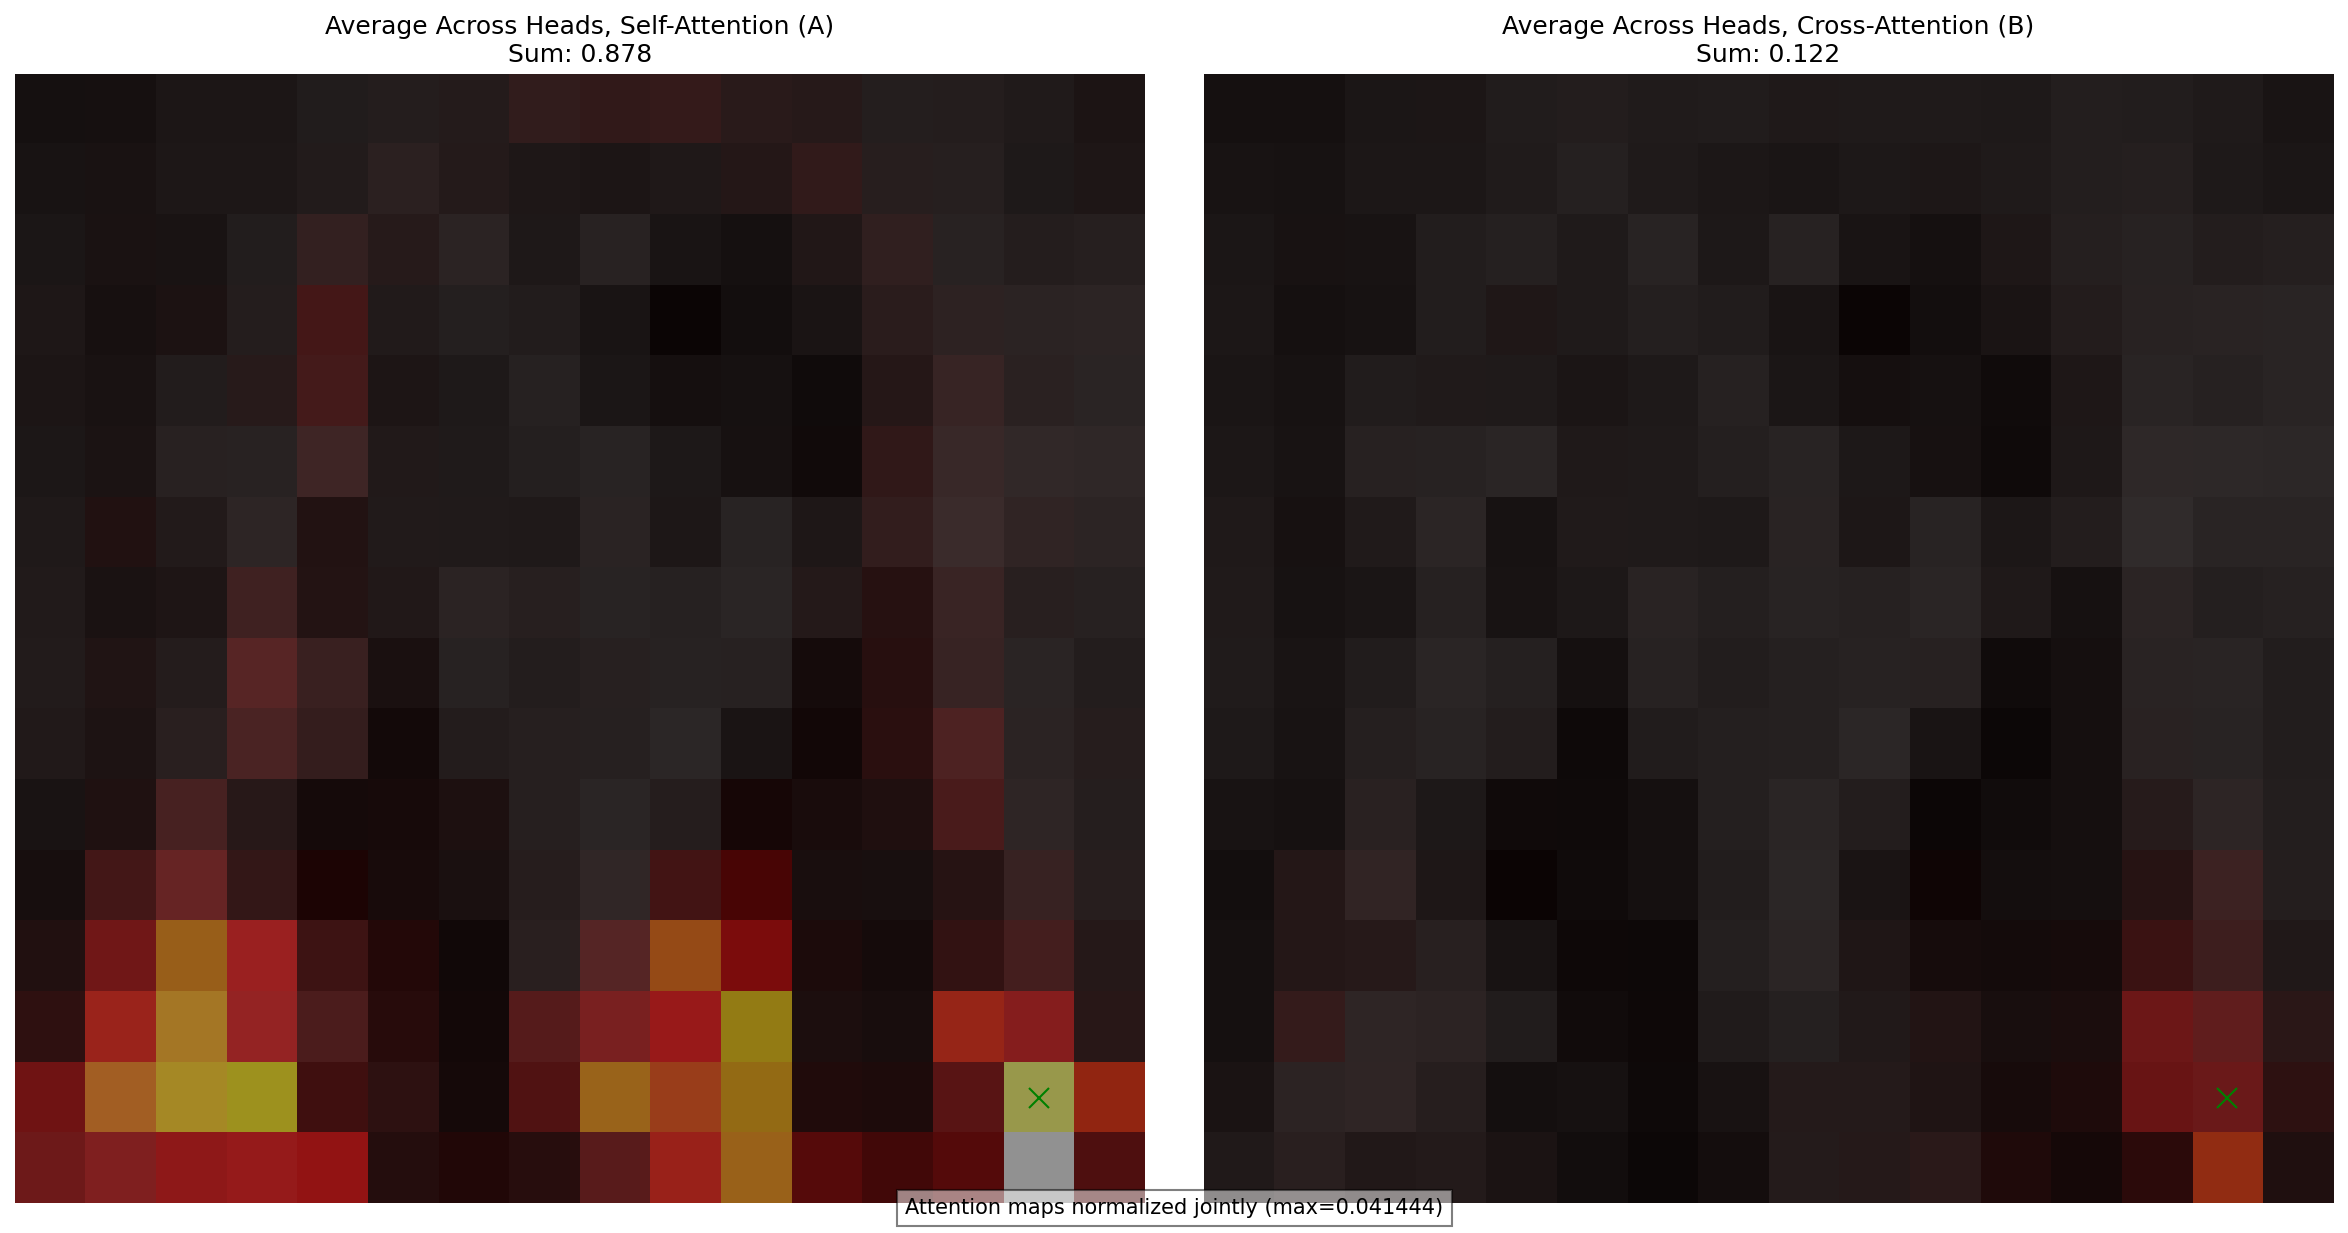 Average Across Heads, Self-Attention (A)
Sum: 0.878
Average Across Heads, Cross-Attention (B)
Sum: 0.122
Attention maps normalized jointly (max=0.041444)